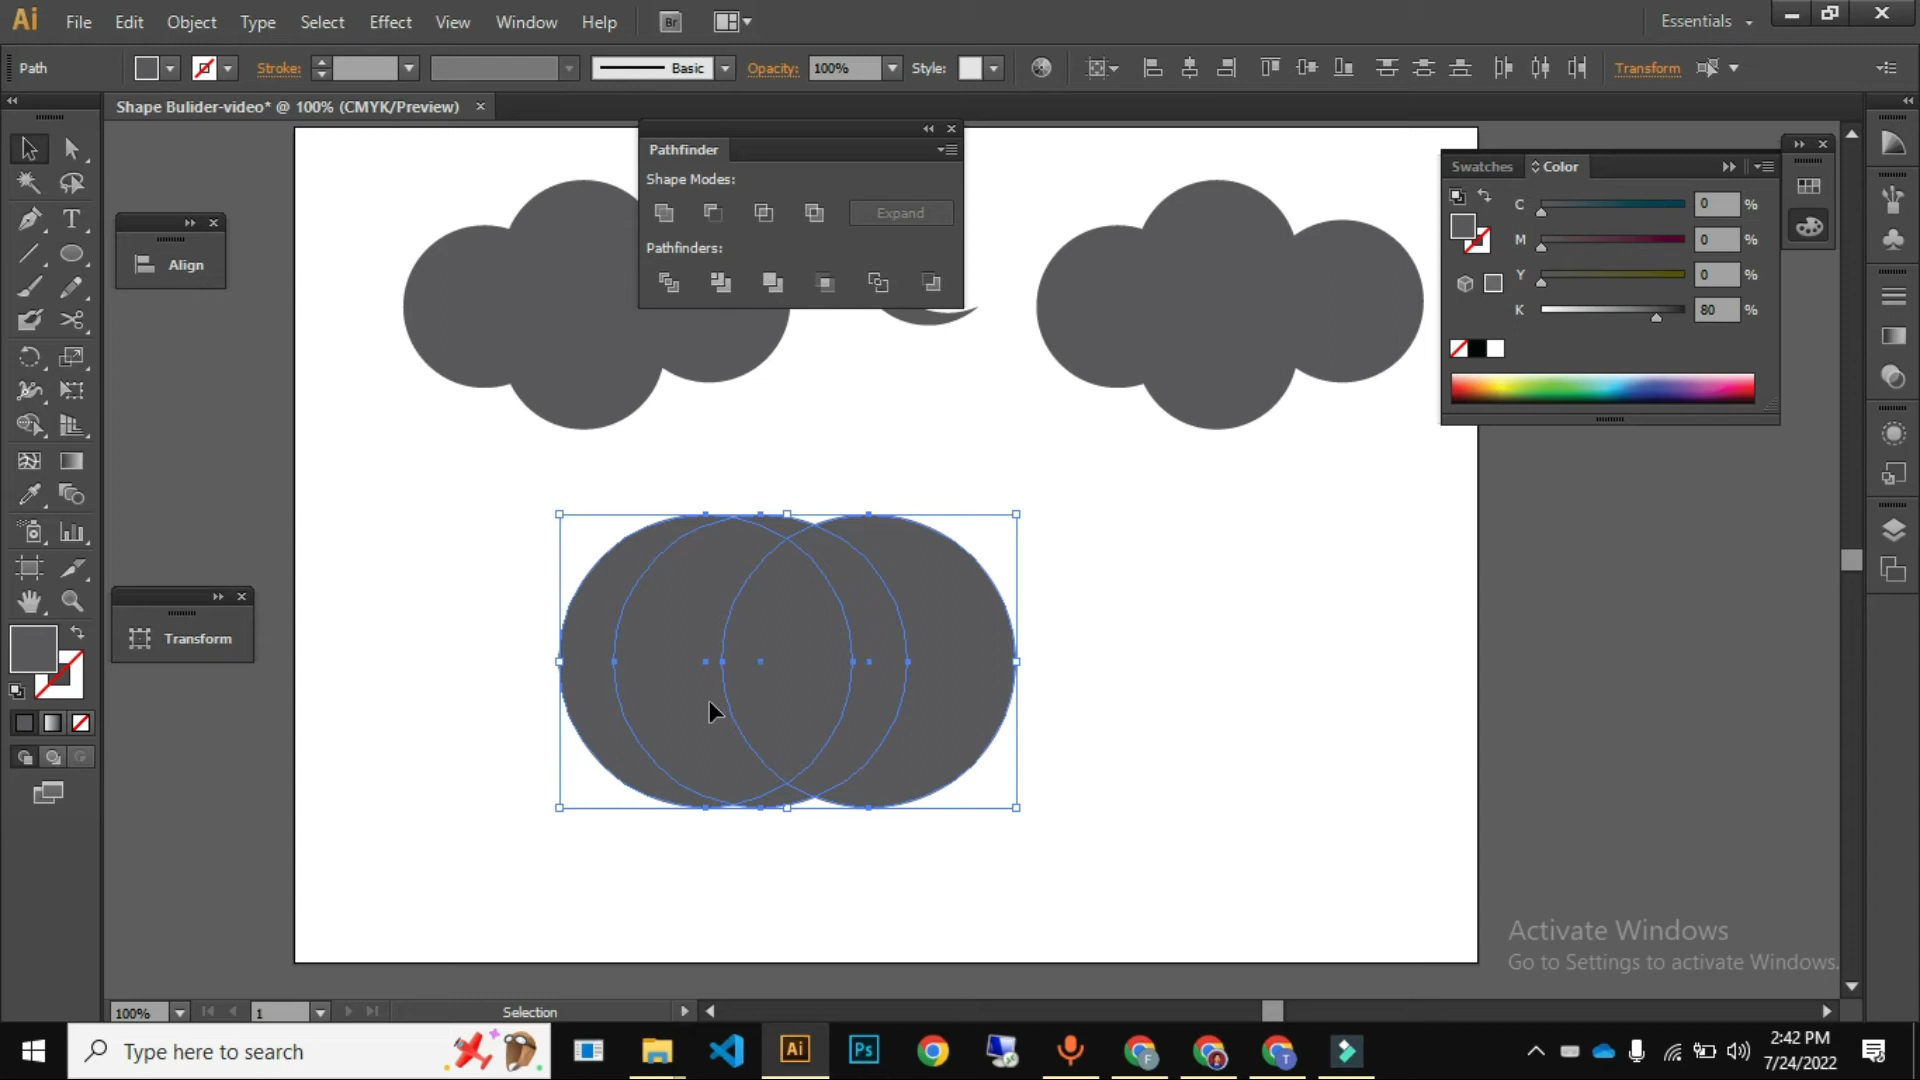 Ai File Edit Object Type Select Effect View Window Help Br Essentials
Path Stroke: Basic Opacity: 100% Style: Transform
Shape Bulider-video* @ 100% (CMYK/Preview)
Pathfinder
Shape Modes:
Expand
Pathfinders:
Swatches Color
C 0 %
M 0 %
Y 0 %
K 80 %
Align
T
Transform
Activate Windows
Go to Settings to activate Windows.
100% 1 Selection
Type here to search
Ai
Ps
F
T
2:42 PM
7/24/2022